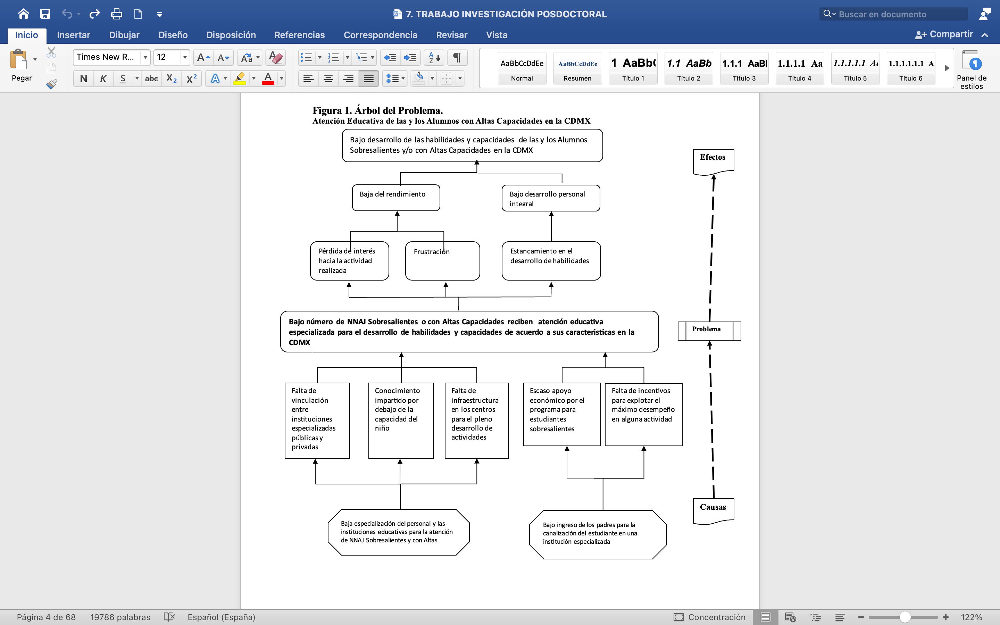 7. TRABAJO INVESTIGACIÓN POSDOCTORAL
Buscar en documento
Inicio Insertar Dibujar Diseño Disposición Referencias Correspondencia Revisar Vista
Compartir
Pegar
Times New R...
12
N K S abc X2 X2 A A
AaBbCcDdEe
Normal
AaBbCcDdEe
Resumen
1 AaBb(
Título 1
1.1 AaBb
Título 2
1.1.1 AaBl
Título 3
1.1.1.1 Aa
Título 4
1.1.1.1.1 Ac
Título 5
1.1.1.1.1.1 A
Título 6
Panel de
estilos
Figura 1. Árbol del Problema.
Atención Educativa de las y los Alumnos con Altas Capacidades en la CDMX
Bajo desarrollo de las habilidades y capacidades de las y los Alumnos
Sobresalientes y/o con Altas Capacidades en la CDMX
Efectos
Baja del rendimiento
Bajo desarrollo personal
integral
Pérdida de interés
hacia la actividad
realizada
Frustración
Estancamiento en el
desarrollo de habilidades
Bajo número de NNAJ Sobresalientes o con Altas Capacidades reciben atención educativa
especializada para el desarrollo de habilidades y capacidades de acuerdo a sus caracteristicas en la
CDMX
Problema
Falta de
vinculación
entre
instituciones
especializadas
públicas y
privadas
Conocimiento
impartido por
debajo de la
capacidad del
niño
Falta de
infraestructura
en los centros
para el pleno
desarrollo de
actividades
Escaso apoyo
económico por el
programa para
estudiantes
sobresalientes
Falta de incentivos
para explotar el
máximo desempeño
en alguna actividad
Causas
Baja especialización del personal y las
instituciones educativas para la atención
de NNAJ Sobresalientes y con Altas
Bajo ingreso de los padres para la
canalización del estudiante en una
institución especializada
Página 4 de 68
19786 palabras
Español (España)
Concentración
122%